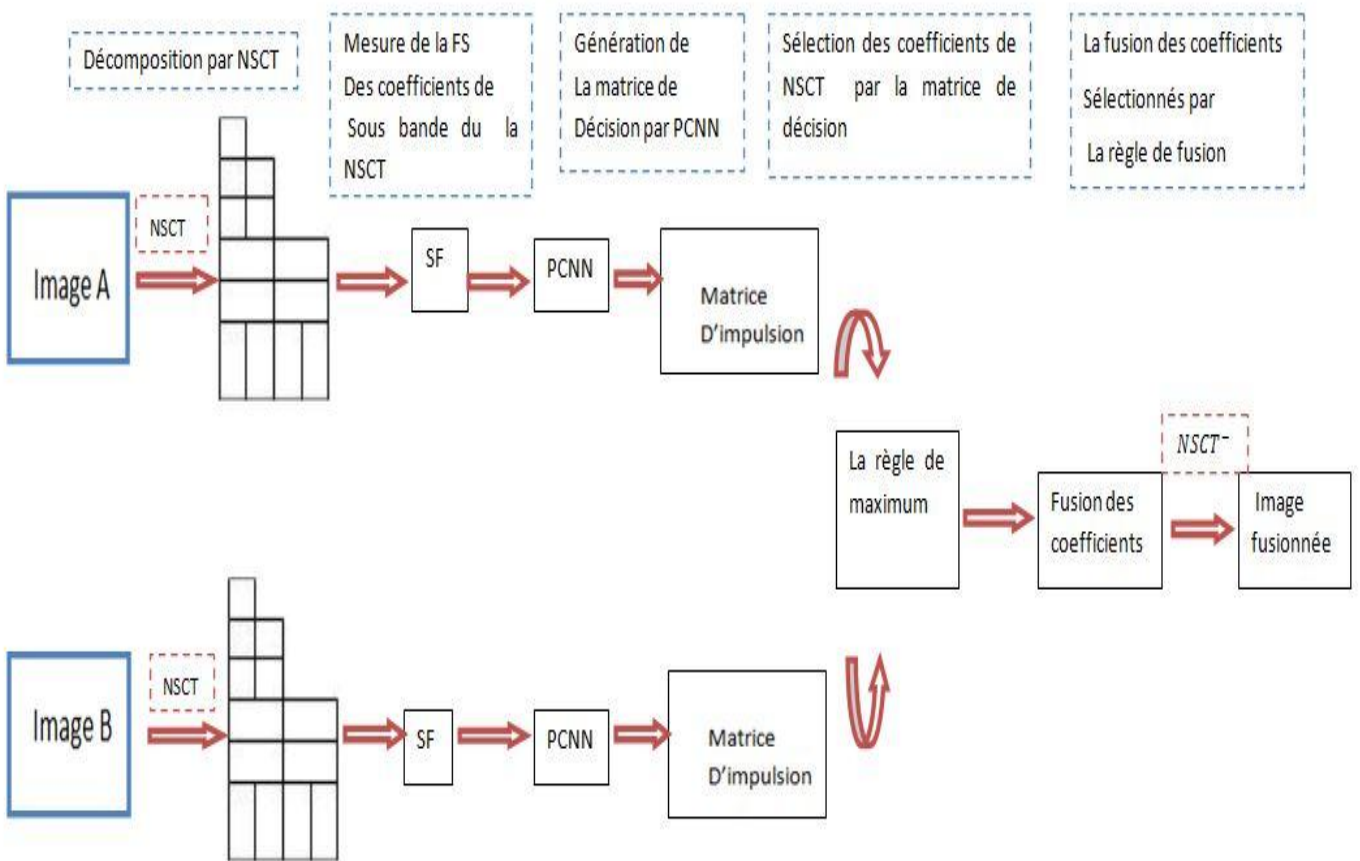 Décomposition par NSCT
Mesure de la FS
Des coefficients de
Sous bande du la
NSCT
Génération de
La matrice de
Décision par PCNN
Sélection des coefficients de
NSCT par la matrice de
décision
La fusion des coefficients
Sélectionnés par
La règle de fusion
Image A
NSCT
SF
PCNN
Matrice
D'impulsion
La règle de
maximum
Fusion des
coefficients
NSCT⁻
Image
fusionnée
Image B
NSCT
SF
PCNN
Matrice
D'impulsion